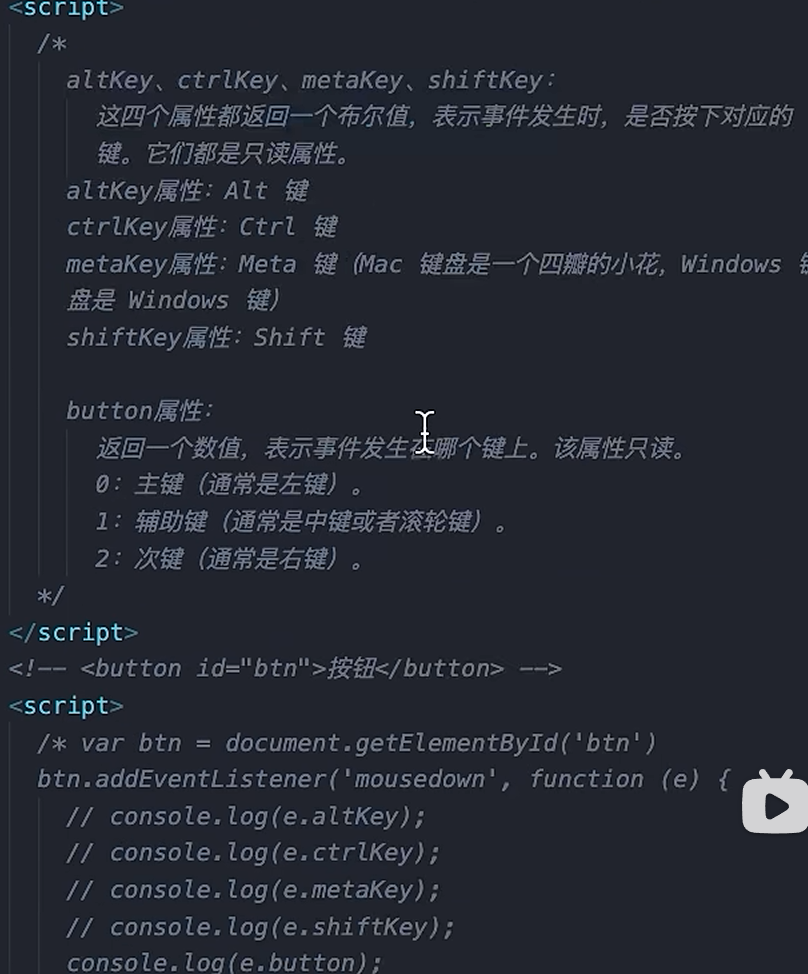 <script>
/*
altKey、ctrlKey、metaKey、shiftKey：
这四个属性都返回一个布尔值，表示事件发生时，是否按下对应的
键。它们都是只读属性。
altKey属性：Alt 键
ctrlKey属性：Ctrl 键
metaKey属性：Meta 键（Mac 键盘是一个四瓣的小花，Windows 键
盘是 Windows 键）
shiftKey属性：Shift 键
button属性：
返回一个数值，表示事件发生在哪个键上。该属性只读。
0：主键（通常是左键）。
1：辅助键（通常是中键或者滚轮键）。
2：次键（通常是右键）。
*/
</script>
<!-- <button id="btn">按钮</button> -->
<script>
/* var btn = document.getElementById('btn')
btn.addEventListener('mousedown', function (e) {
// console.log(e.altKey);
// console.log(e.ctrlKey);
// console.log(e.metaKey);
// console.log(e.shiftKey);
console.log(e.button);